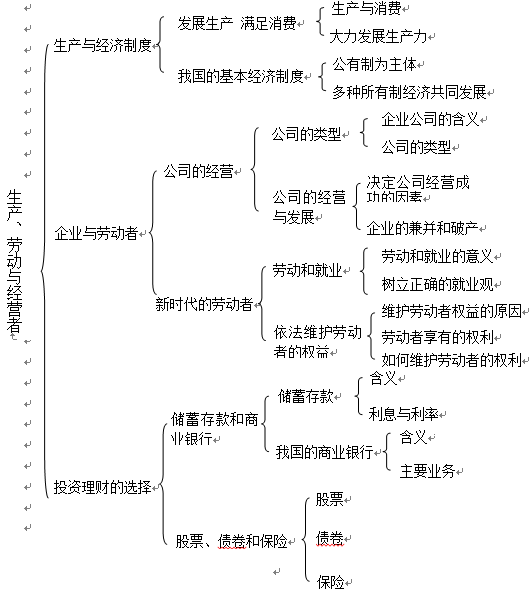 生产、劳动与经营者
生产与经济制度
发展生产 满足消费
生产与消费
大力发展生产力
我国的基本经济制度
公有制为主体
多种所有制经济共同发展
企业与劳动者
公司的经营
公司的类型
企业公司的含义
公司的类型
公司的经营
与发展
决定公司经营成
功的因素
企业的兼并和破产
新时代的劳动者
劳动和就业
劳动和就业的意义
树立正确的就业观
依法维护劳动
者的权益
维护劳动者权益的原因
劳动者享有的权利
如何维护劳动者的权利
投资理财的选择
储蓄存款和商
业银行
储蓄存款
含义
利息与利率
我国的商业银行
含义
主要业务
股票、债卷和保险
股票
债卷
保险